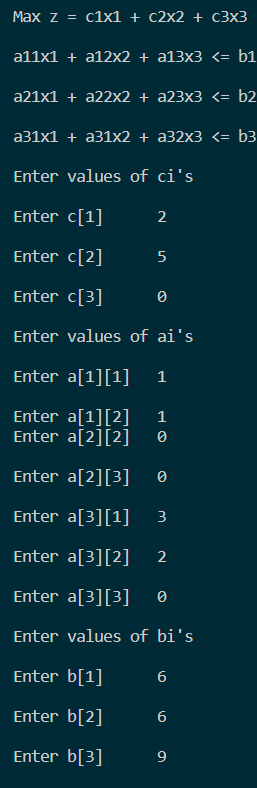 Max z = c1x1 + c2x2 + c3x3
a11x1 + a12x2 + a13x3 <= b1
a21x1 + a22x2 + a23x3 <= b2
a31x1 + a31x2 + a32x3 <= b3
Enter values of ci's
Enter c[1] 2
Enter c[2] 5
Enter c[3] 0
Enter values of ai's
Enter a[1][1] 1
Enter a[1][2] 1
Enter a[2][2] 0
Enter a[2][3] 0
Enter a[3][1] 3
Enter a[3][2] 2
Enter a[3][3] 0
Enter values of bi's
Enter b[1] 6
Enter b[2] 6
Enter b[3] 9